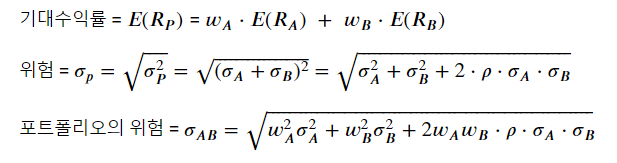 기대수익률 = E(R_P) = w_A · E(R_A) + w_B · E(R_B)
위험 = σ_p = √(σ_P^2) = √((σ_A + σ_B)^2) = √(σ_A^2 + σ_B^2 + 2 · ρ · σ_A · σ_B)
포트폴리오의 위험 = σ_AB = √(w_A^2 σ_A^2 + w_B^2 σ_B^2 + 2w_A w_B · ρ · σ_A · σ_B)